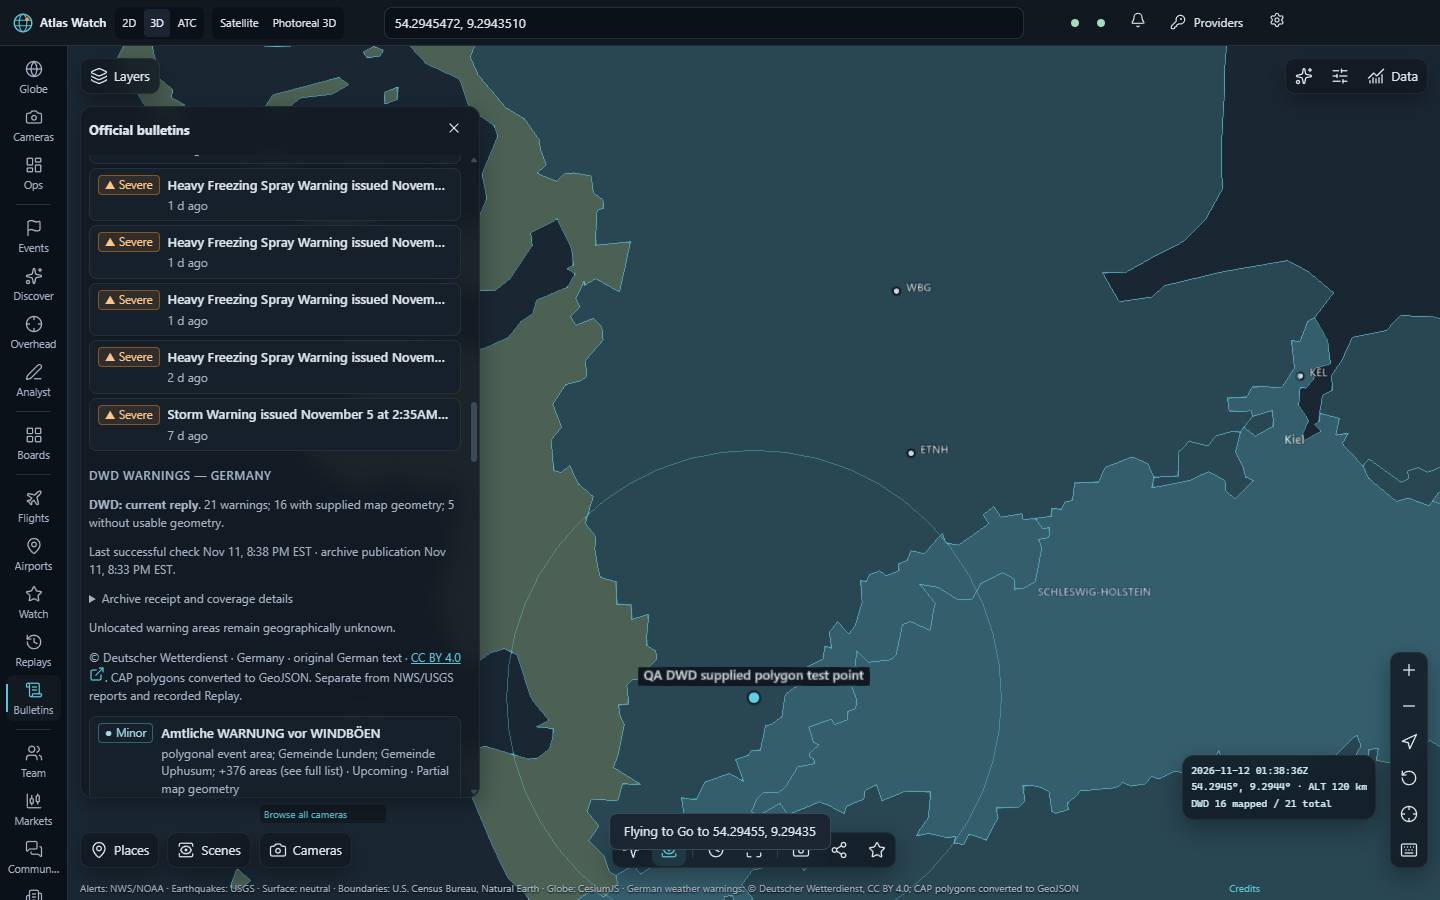 Atlas Watch
2D
3D
ATC
Satellite
Photoreal 3D
54.2945472, 9.2943510
Providers
Globe
Cameras
Ops
Events
Discover
Overhead
Analyst
Boards
Flights
Airports
Watch
Replays
Bulletins
Team
Markets
Commun...
Layers
Data
Official bulletins
Severe
Heavy Freezing Spray Warning issued Novem...
1 d ago
Severe
Heavy Freezing Spray Warning issued Novem...
1 d ago
Severe
Heavy Freezing Spray Warning issued Novem...
1 d ago
Severe
Heavy Freezing Spray Warning issued Novem...
2 d ago
Severe
Storm Warning issued November 5 at 2:35AM...
7 d ago
DWD WARNINGS — GERMANY
DWD: current reply. 21 warnings; 16 with supplied map geometry; 5
without usable geometry.
Last successful check Nov 11, 8:38 PM EST · archive publication Nov
11, 8:33 PM EST.
Archive receipt and coverage details
Unlocated warning areas remain geographically unknown.
© Deutscher Wetterdienst · Germany · original German text · CC BY 4.0
. CAP polygons converted to GeoJSON. Separate from NWS/USGS
reports and recorded Replay.
Minor
Amtliche WARNUNG vor WINDBÖEN
polygonal event area; Gemeinde Lunden; Gemeinde
Uphusum; +376 areas (see full list) · Upcoming · Partial
map geometry
Browse all cameras
Places
Scenes
Cameras
WBG
KEL
Kiel
ETNH
SCHLESWIG-HOLSTEIN
QA DWD supplied polygon test point
Flying to Go to 54.29455, 9.29435
2026-11-12 01:38:36Z
54.2945°, 9.2944° · ALT 120 km
DWD 16 mapped / 21 total
Alerts: NWS/NOAA · Earthquakes: USGS · Surface: neutral · Boundaries: U.S. Census Bureau, Natural Earth · Globe: CesiumJS · German weather warnings: © Deutscher Wetterdienst, CC BY 4.0; CAP polygons converted to GeoJSON
Credits